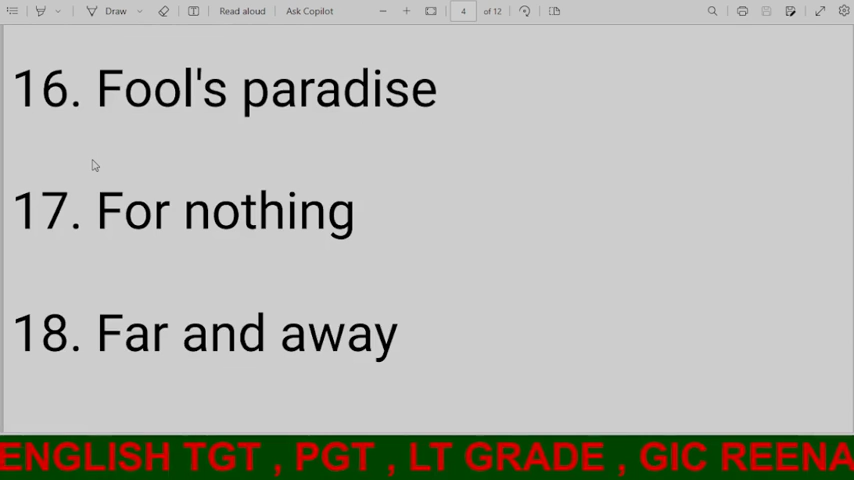 Draw Read aloud Ask Copilot 4 of 12
16. Fool's paradise
17. For nothing
18. Far and away
ENGLISH TGT , PGT , LT GRADE , GIC REENA